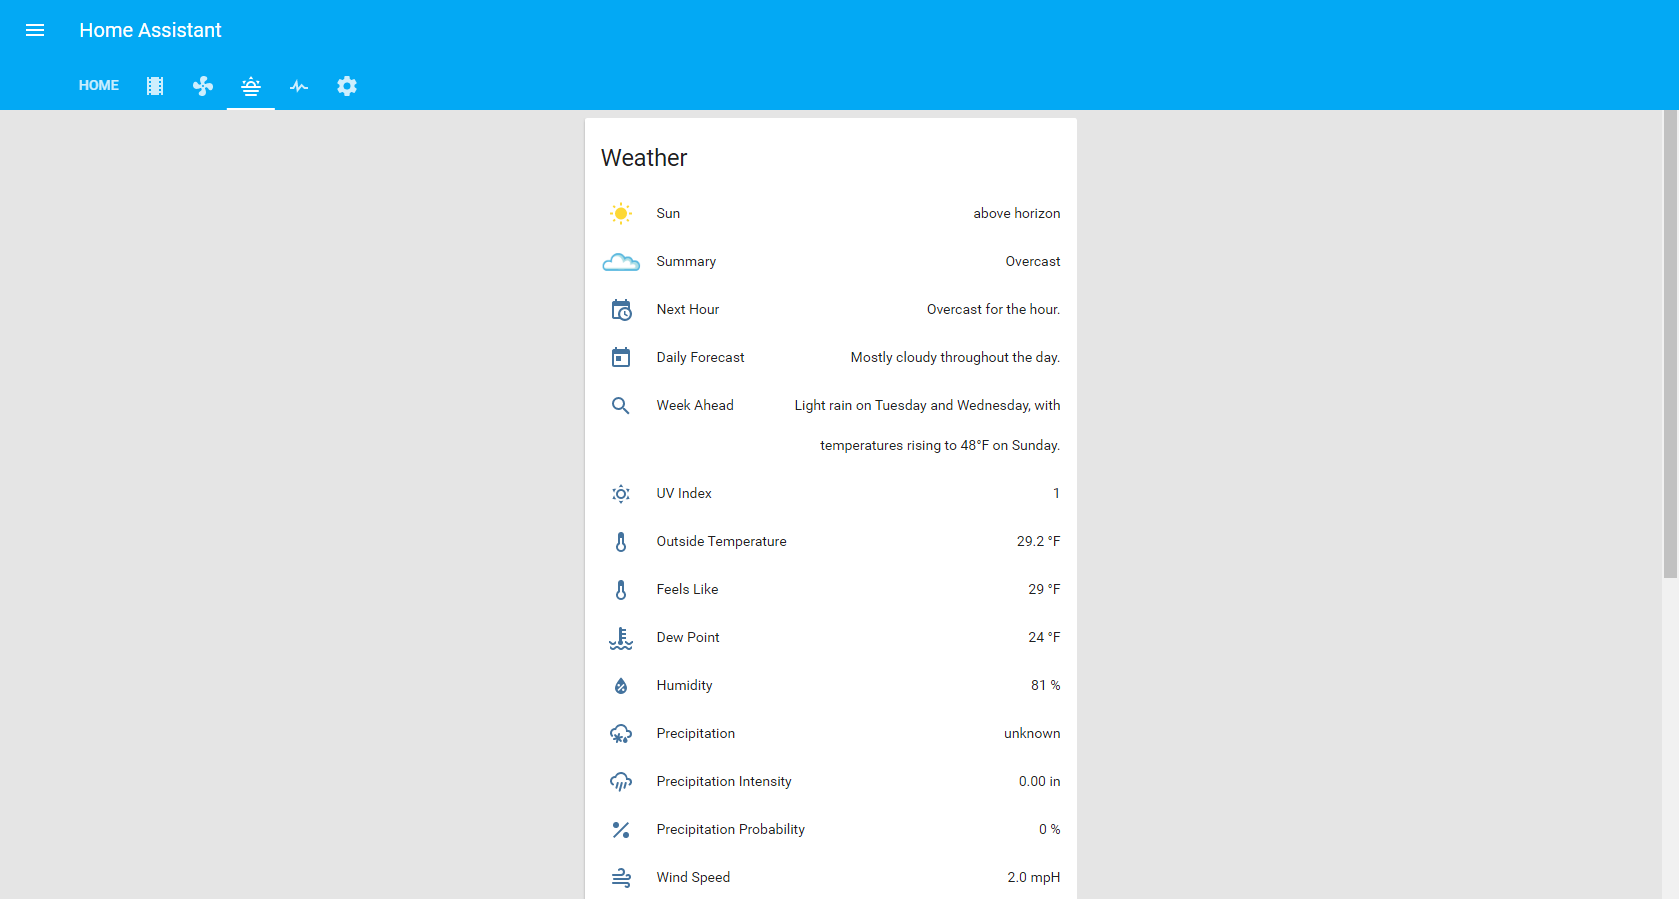 Home Assistant
HOME
Weather
Sun above horizon
Summary Overcast
Next Hour Overcast for the hour.
Daily Forecast Mostly cloudy throughout the day.
Week Ahead Light rain on Tuesday and Wednesday, with
temperatures rising to 48°F on Sunday.
UV Index 1
Outside Temperature 29.2 °F
Feels Like 29 °F
Dew Point 24 °F
Humidity 81 %
Precipitation unknown
Precipitation Intensity 0.00 in
Precipitation Probability 0 %
Wind Speed 2.0 mpH